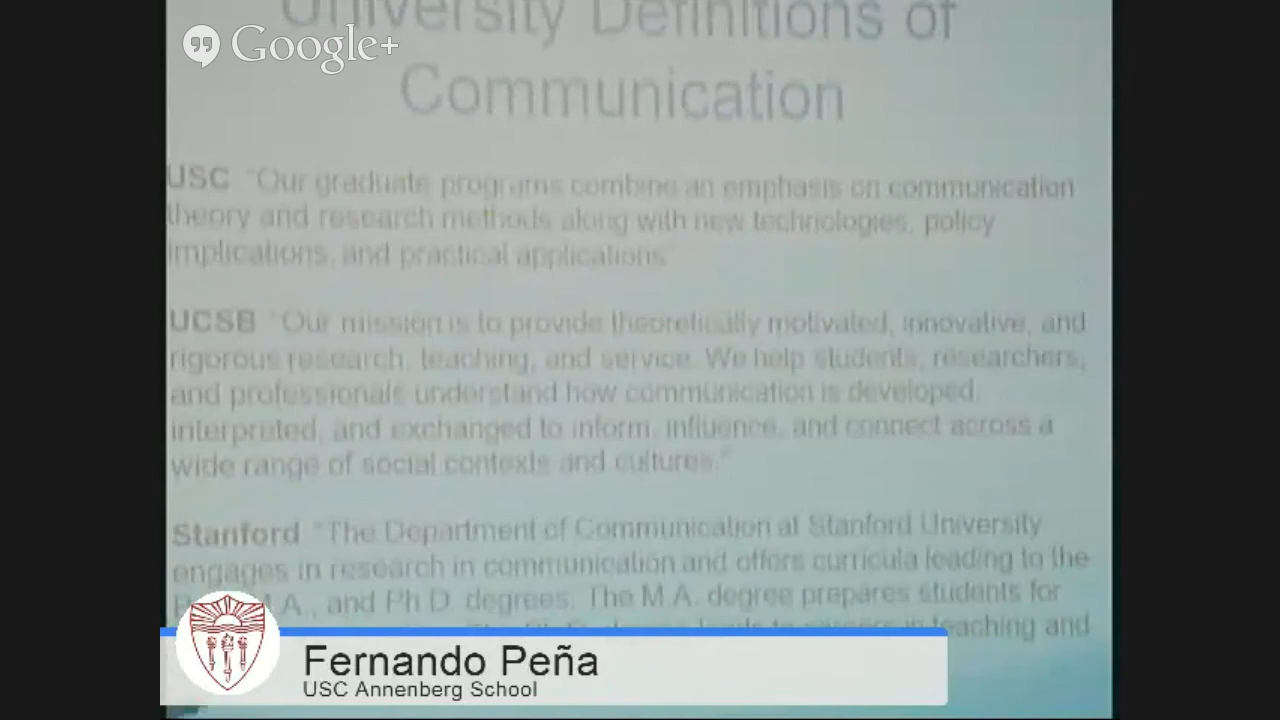 University Definitions of
Google+
Communication
USC "Our graduate programs combine an emphasis on communication
theory and research methods along with new technologies, policy
implications, and practical applications"
UCSB "Our mission is to provide theoretically motivated, innovative, and
rigorous research, teaching, and service. We help students, researchers,
and professionals understand how communication is developed,
interpreted, and exchanged to inform, influence, and connect across a
wide range of social contexts and cultures."
Stanford "The Department of Communication at Stanford University
engages in research in communication and offers curricula leading to the
M.A., and Ph.D. degrees. The M.A. degree prepares students for
teaching and
Fernando Peña
USC Annenberg School